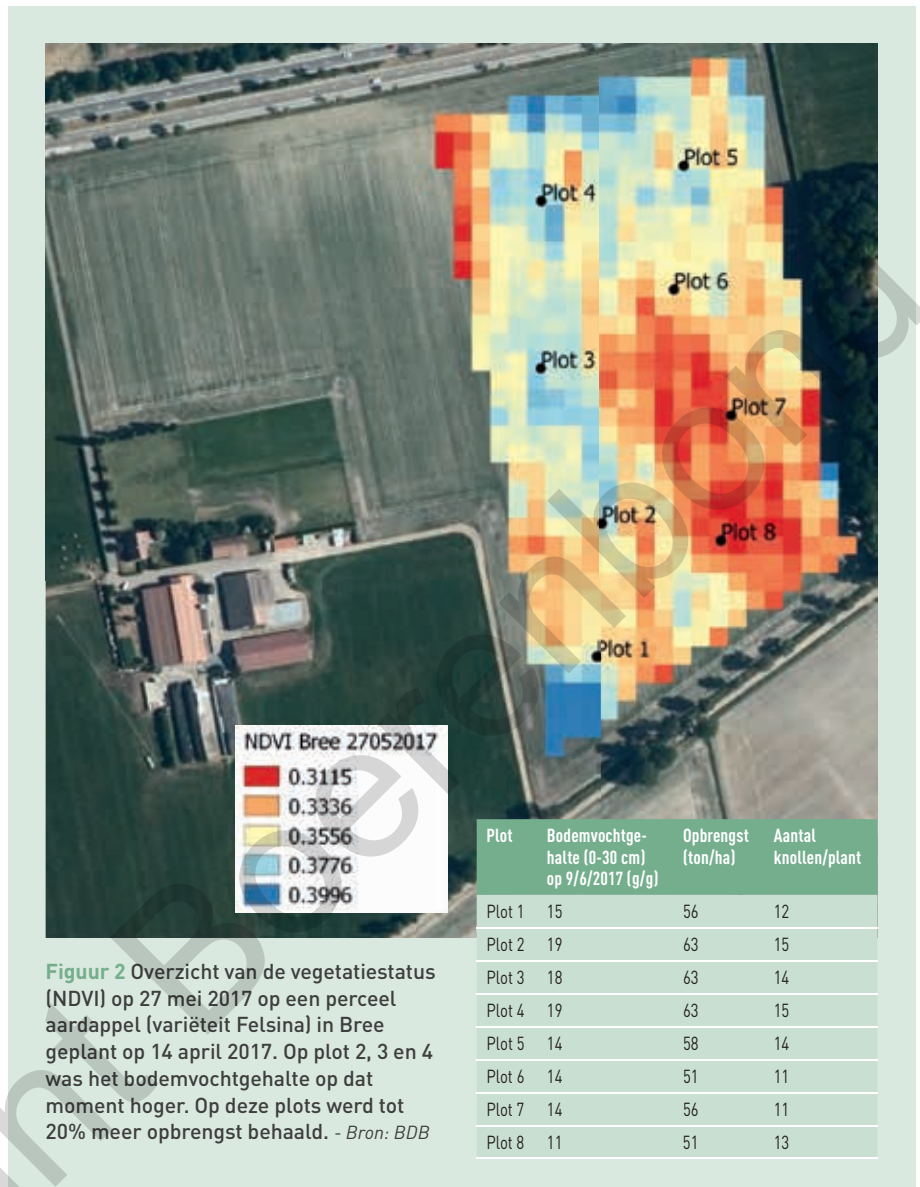 Plot 5
Plot 4
Plot 6
Plot 3
Plot 7
Plot 2
Plot 8
Plot 1
NDVI Bree 27052017
0.3115
0.3336
0.3556
0.3776
0.3996
Plot Bodemvochtge- Opbrengst Aantal
halte (0-30 cm) (ton/ha) knollen/plant
op 9/6/2017 (g/g)
Plot 1 15 56 12
Plot 2 19 63 15
Plot 3 18 63 14
Plot 4 19 63 15
Plot 5 14 58 14
Plot 6 14 51 11
Plot 7 14 56 11
Plot 8 11 51 13
Figuur 2 Overzicht van de vegetatiestatus
(NDVI) op 27 mei 2017 op een perceel
aardappel (variëteit Felsina) in Bree
geplant op 14 april 2017. Op plot 2, 3 en 4
was het bodemvochtgehalte op dat
moment hoger. Op deze plots werd tot
20% meer opbrengst behaald. - Bron: BDB